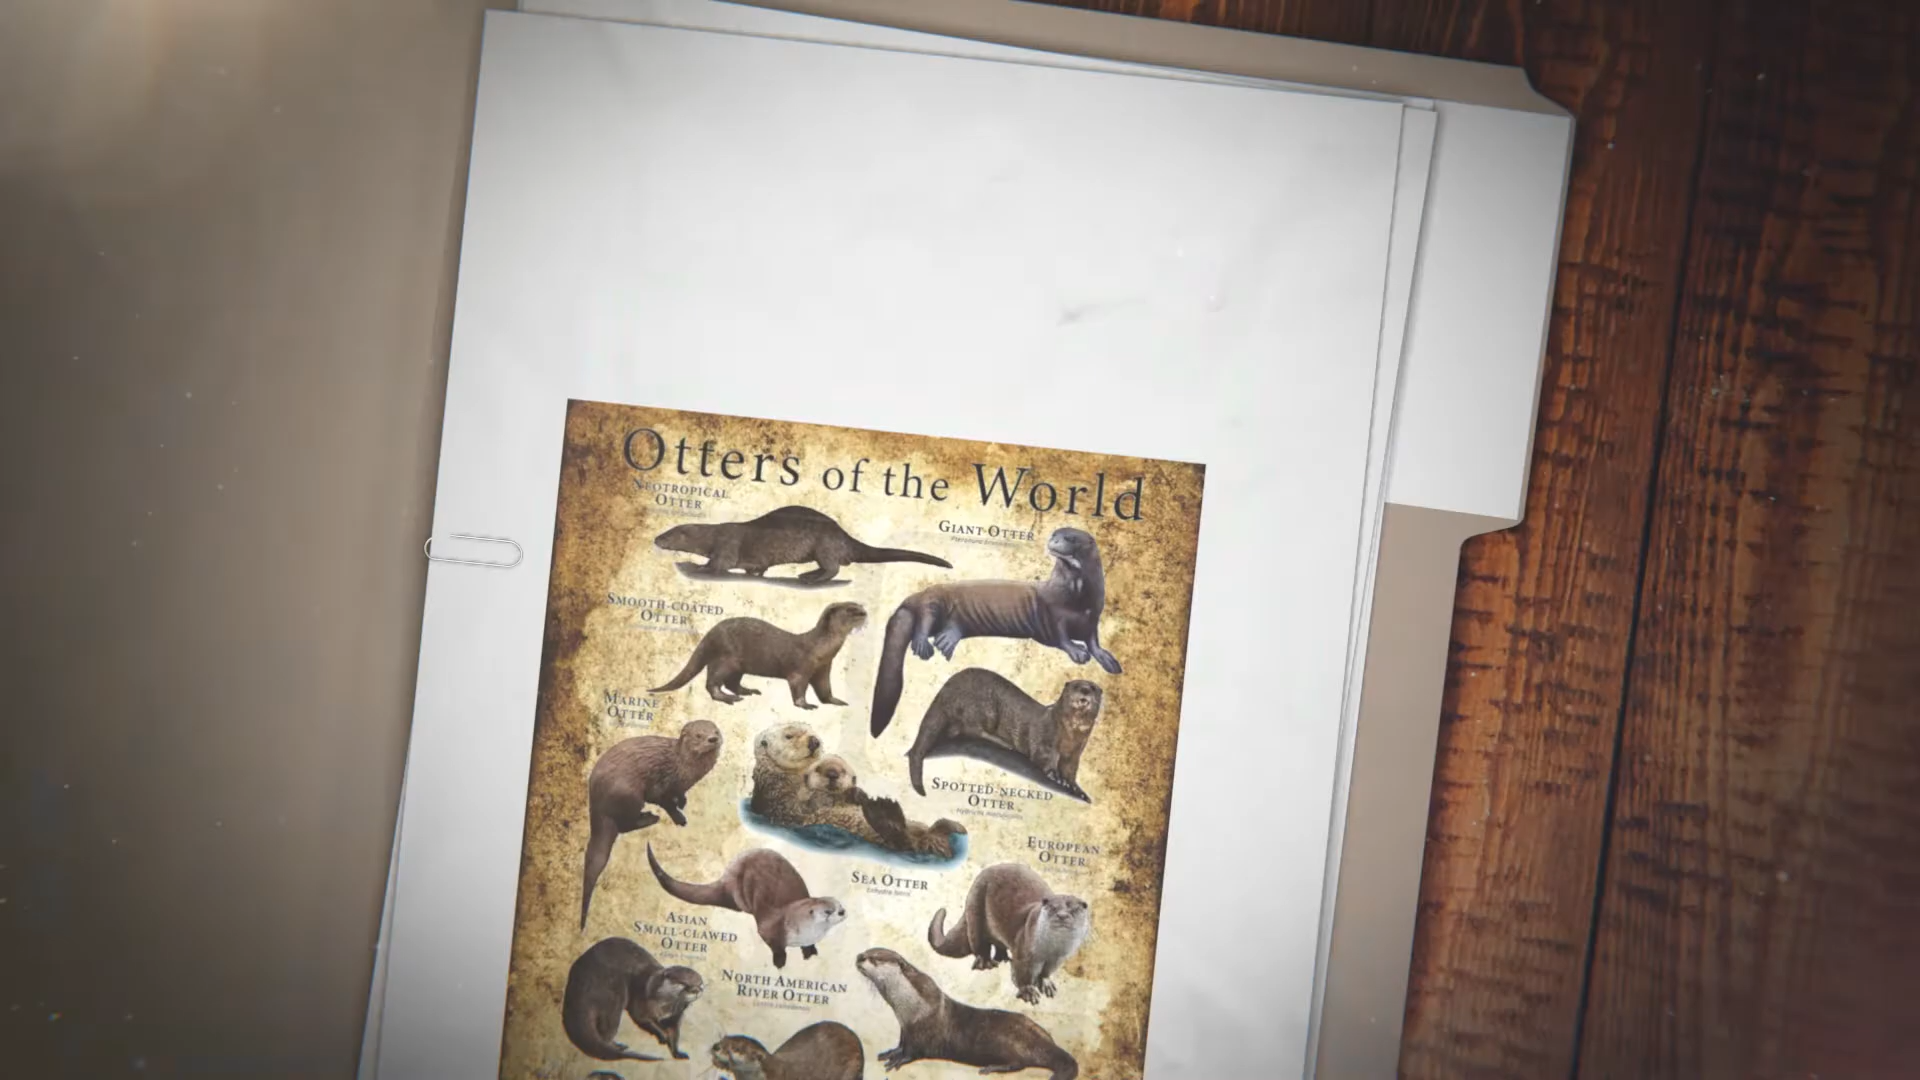 Otters of the World
NEOTROPICAL
OTTER
GIANT OTTER
SMOOTH-COATED
OTTER
MARINE
OTTER
SPOTTED-NECKED
OTTER
EUROPEAN
OTTER
SEA OTTER
ASIAN
SMALL-CLAWED
OTTER
NORTH AMERICAN
RIVER OTTER